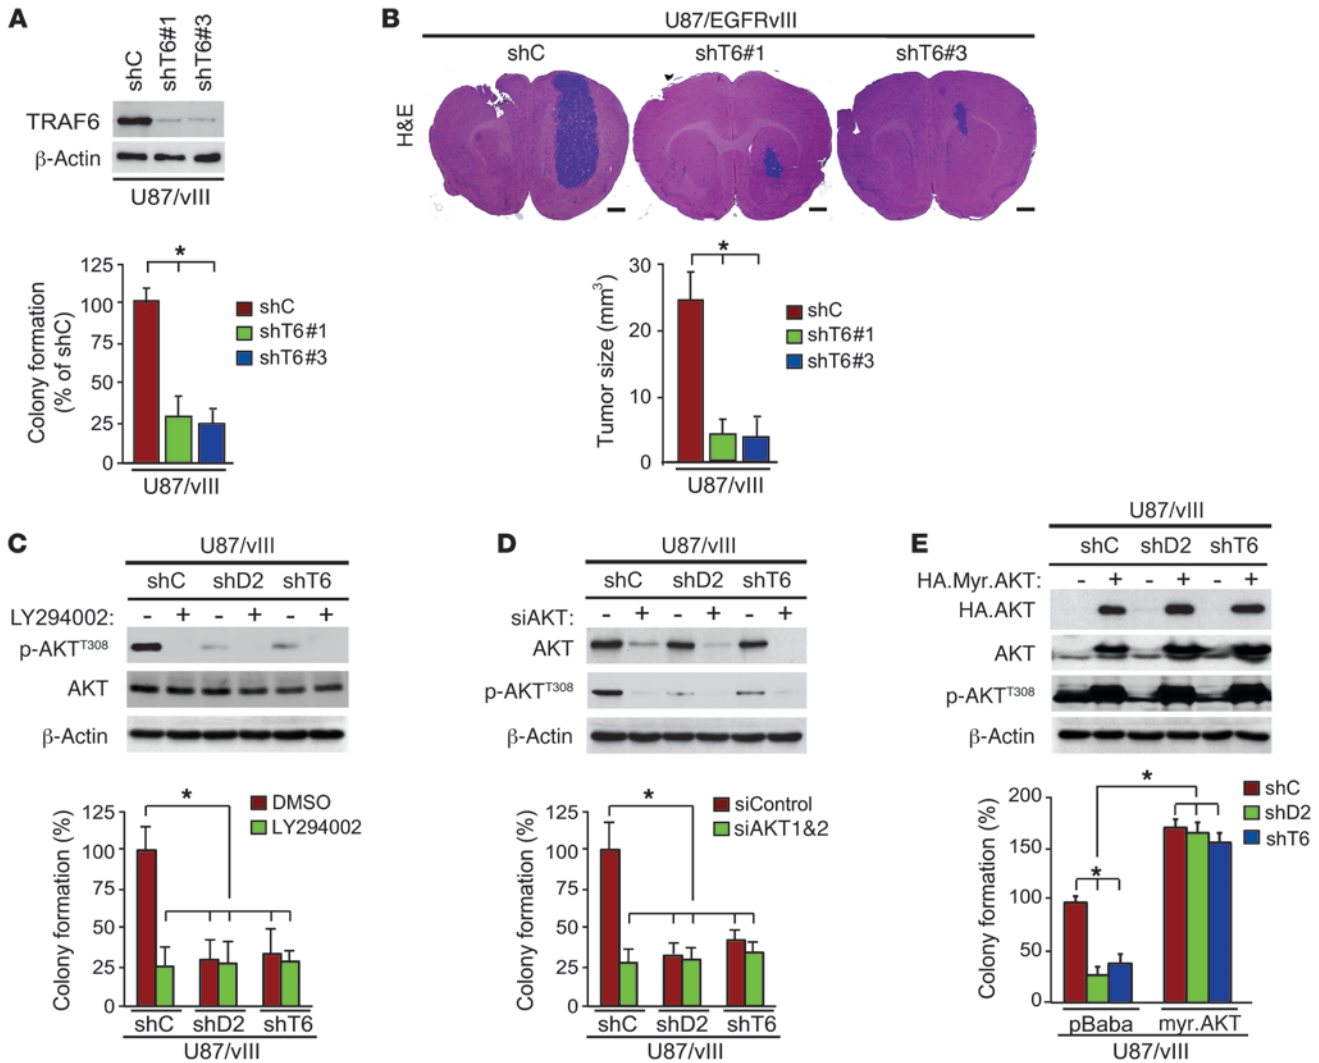 A
shC
shT6#1
shT6#3
TRAF6
β-Actin
U87/vIII
Colony formation
(% of shC)
125
100
75
50
25
0
*
shC
shT6#1
shT6#3
U87/vIII
B
U87/EGFRvIII
shC shT6#1 shT6#3
H&E
Tumor size (mm³)
30
20
10
0
*
shC
shT6#1
shT6#3
U87/vIII
C
U87/vIII
shC shD2 shT6
LY294002: - + - + - +
p-AKTT308
AKT
β-Actin
Colony formation (%)
125
100
75
50
25
0
*
DMSO
LY294002
shC shD2 shT6
U87/vIII
D
U87/vIII
shC shD2 shT6
siAKT: - + - + - +
AKT
p-AKTT308
β-Actin
Colony formation (%)
125
100
75
50
25
0
*
siControl
siAKT1&2
shC shD2 shT6
U87/vIII
E
U87/vIII
shC shD2 shT6
HA.Myr.AKT: - + - + - +
HA.AKT
AKT
p-AKTT308
β-Actin
Colony formation (%)
200
150
100
50
0
*
*
shC
shD2
shT6
pBaba myr.AKT
U87/vIII